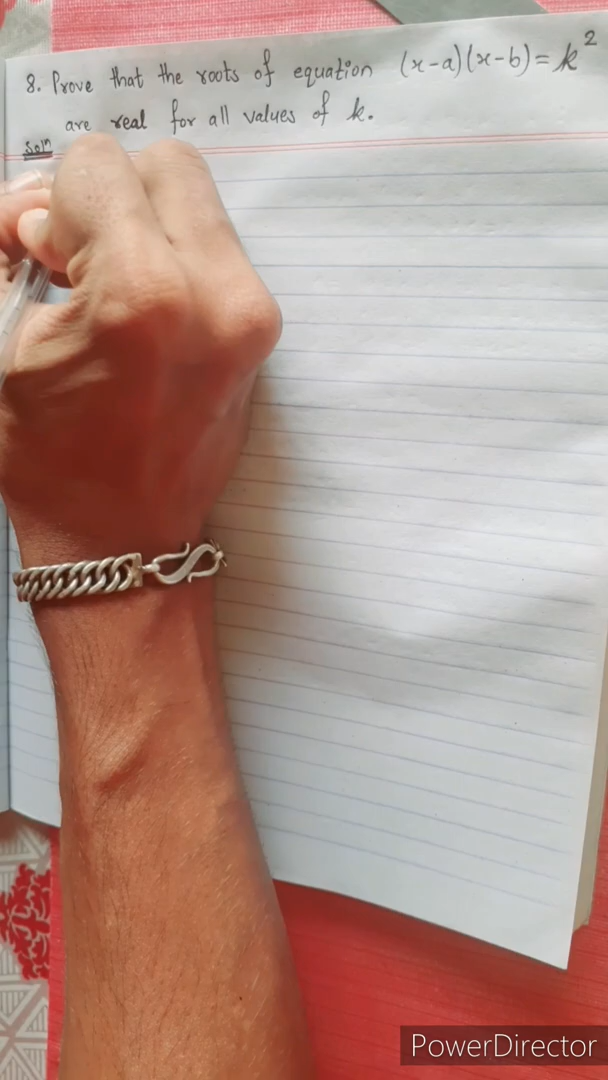 8. Prove that the roots of equation (x-a)(x-b) = k²
are real for all values of k.
Soln
PowerDirector